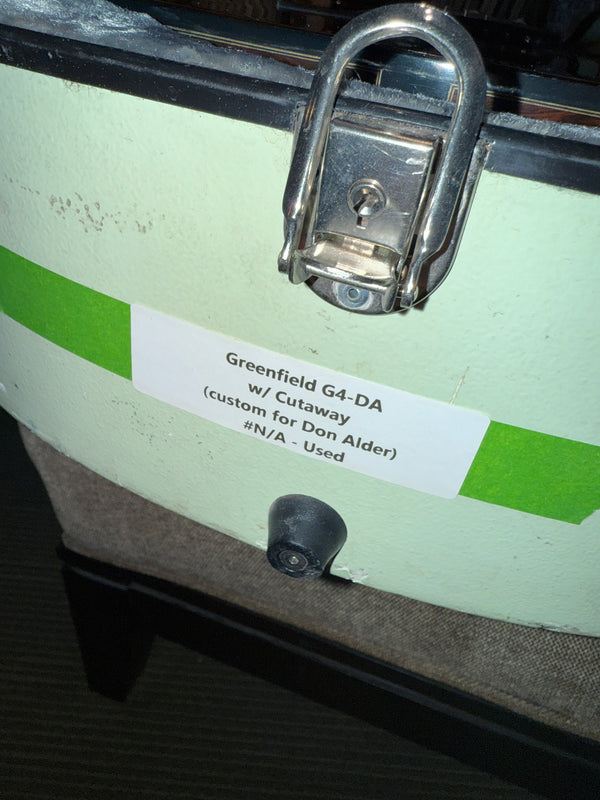 Greenfield G4-DA
w/ Cutaway
(custom for Don Alder)
#N/A - Used